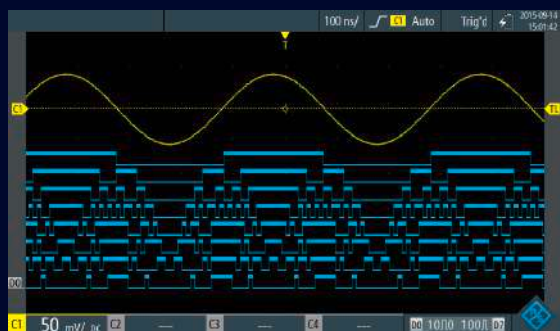 100 ns/ C1 Auto Trig'd 2015-09-14
15:01:42
T
C1 TL
D0
C1 50 mV/ DC C2 C3 C4 D0 D7